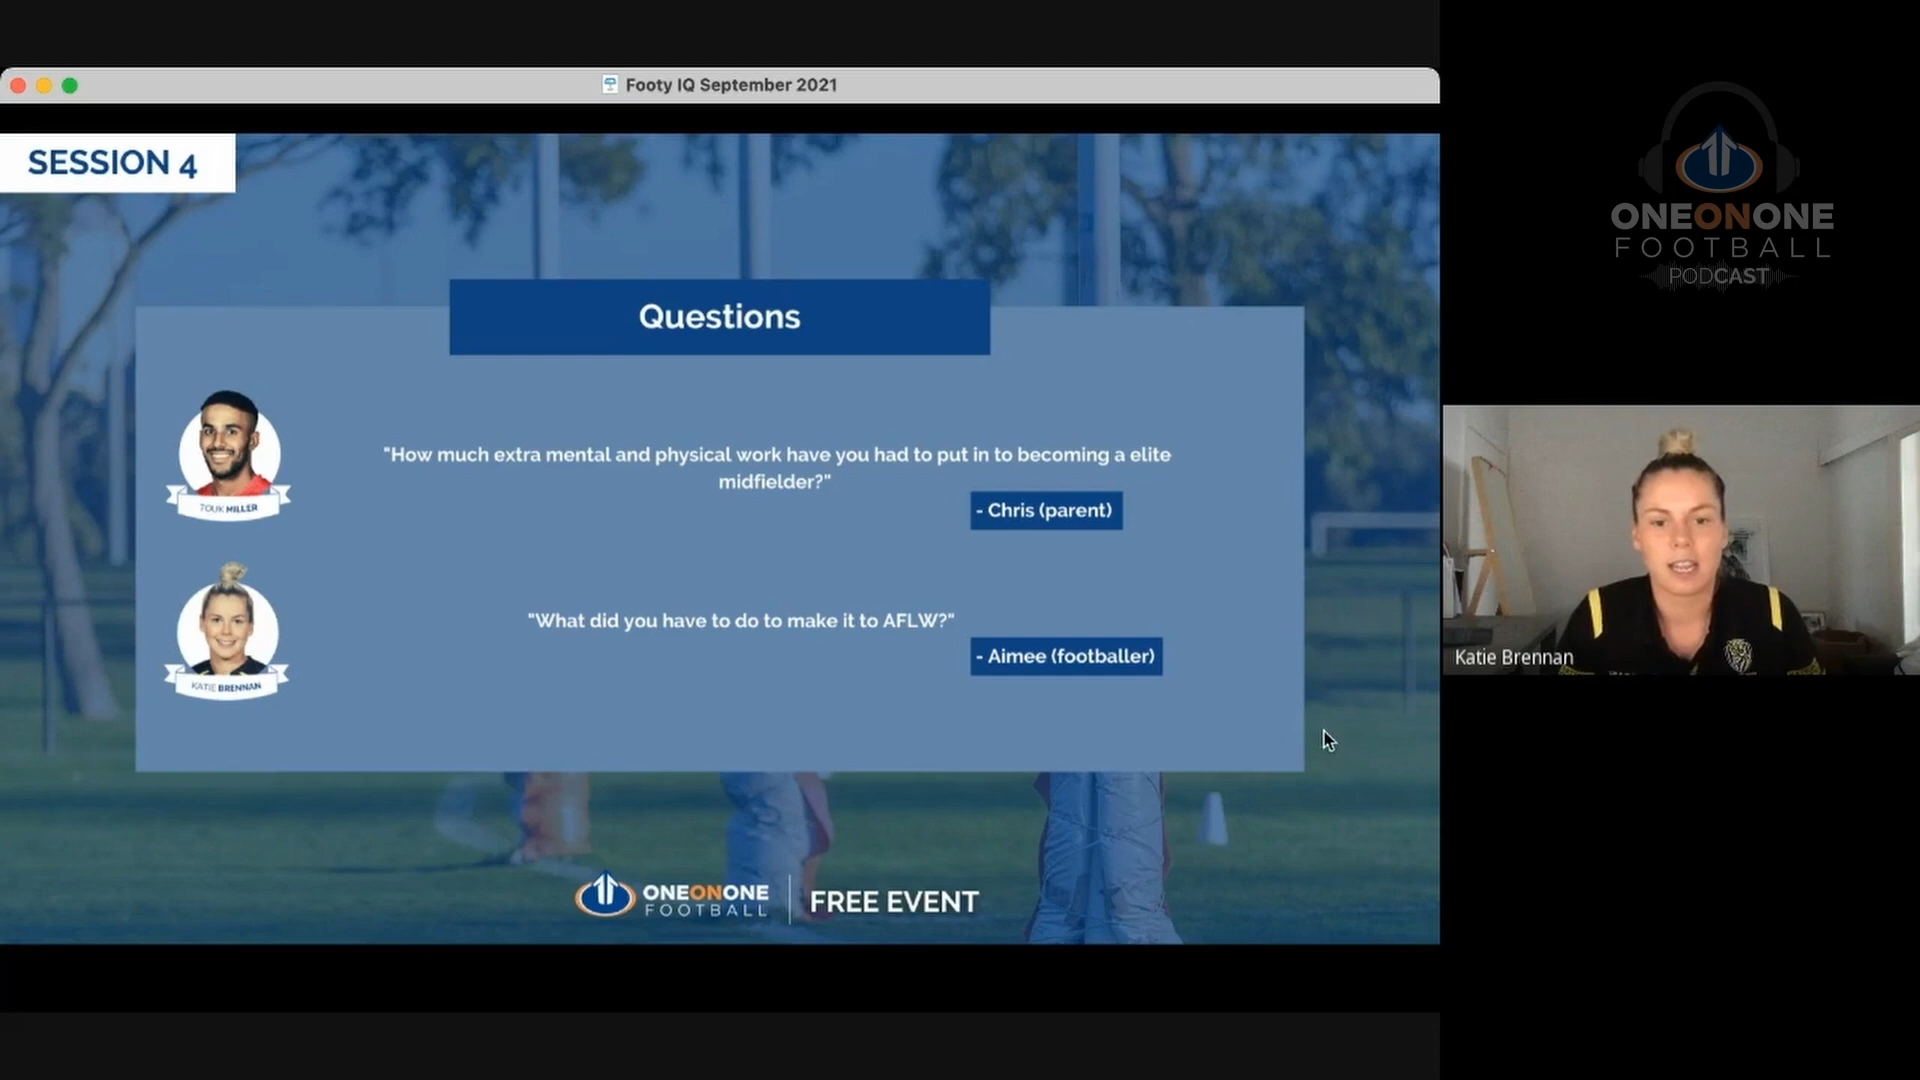 Footy IQ September 2021
SESSION 4
Questions
"How much extra mental and physical work have you had to put in to becoming a elite
midfielder?"
- Chris (parent)
TOUK MILLER
"What did you have to do to make it to AFLW?"
- Aimee (footballer)
KATIE BRENNAN
ONEONONE
FOOTBALL
FREE EVENT
ONEONONE
FOOTBALL
PODCAST
Katie Brennan